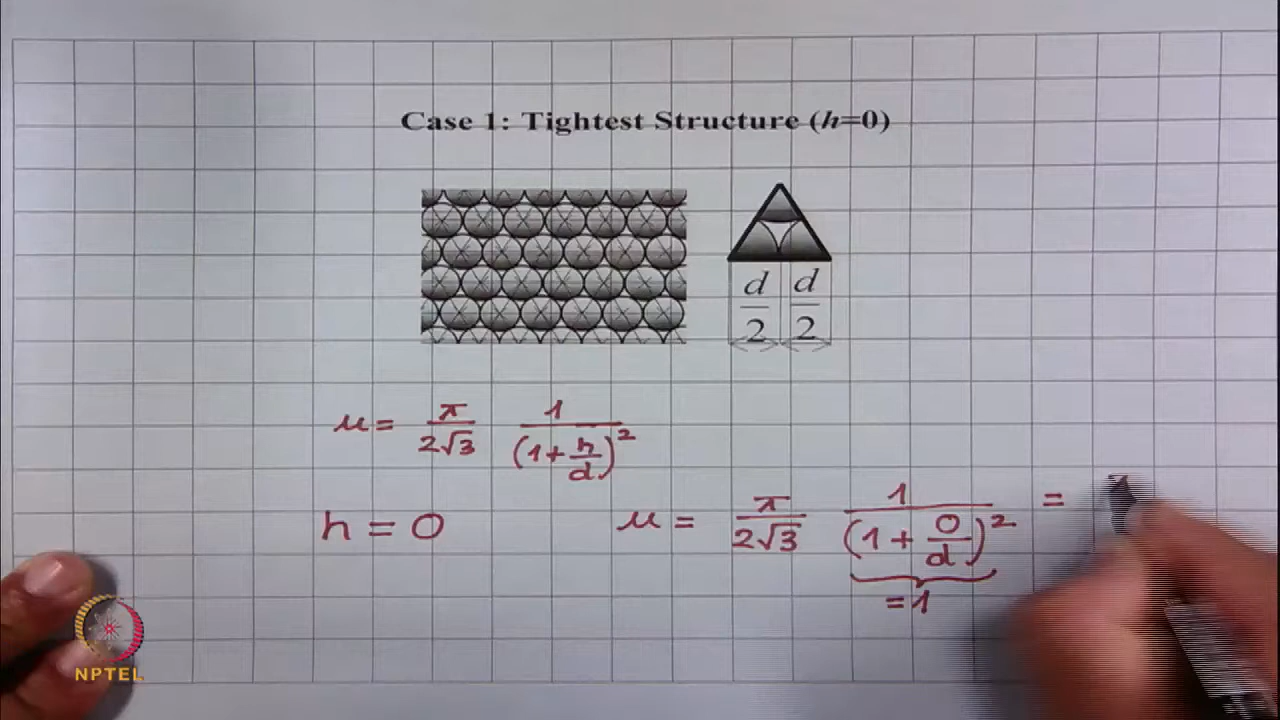 Case 1: Tightest Structure (h=0)
d/2 d/2
μ = π/(2√3) 1/(1+h/d)²
h = 0
μ = π/(2√3) 1/(1+0/d)² =
=1
NPTEL